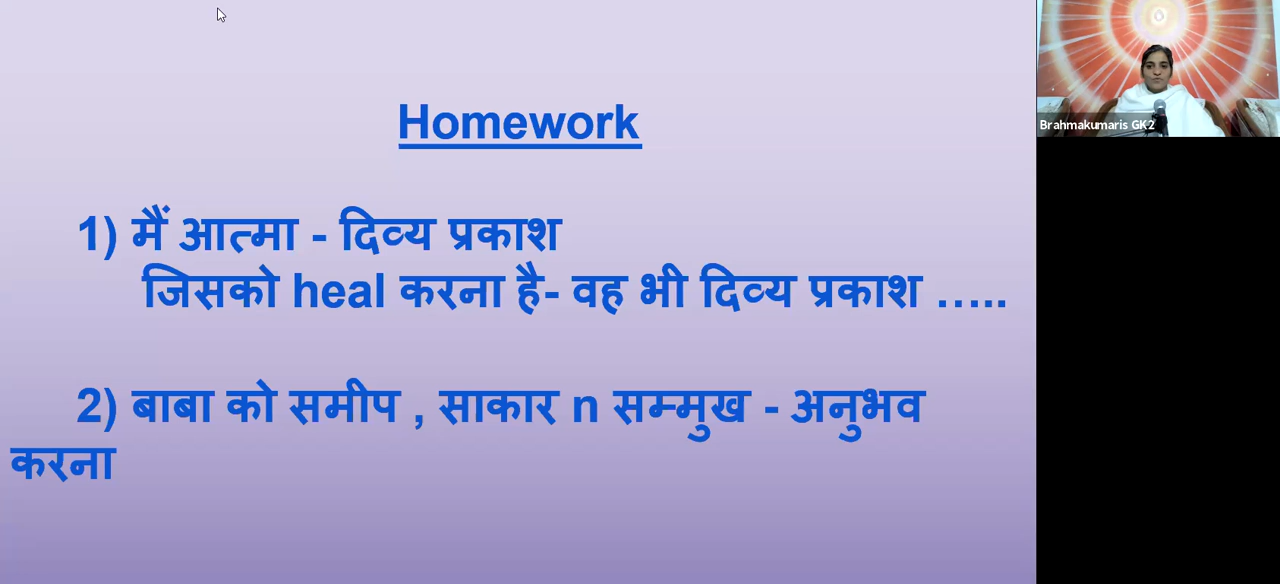 Homework
1) मैं आत्मा - दिव्य प्रकाश
जिसको heal करना है- वह भी दिव्य प्रकाश …..
2) बाबा को समीप , साकार n सम्मुख - अनुभव
करना
Brahmakumaris GK2